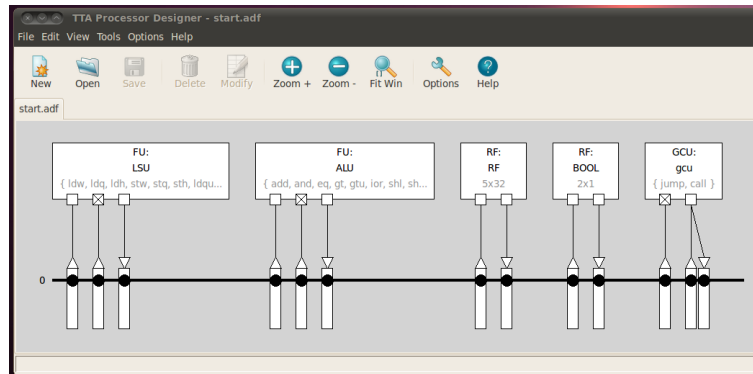 TTA Processor Designer - start.adf
File Edit View Tools Options Help
New Open Save Delete Modify Zoom + Zoom - Fit Win Options Help
start.adf
FU: FU: RF: RF: GCU:
LSU ALU RF BOOL gcu
{ ldw, ldq, ldh, stw, stq, sth, ldqu... { add, and, eq, gt, gtu, ior, shl, sh... 5x32 2x1 { jump, call }
0